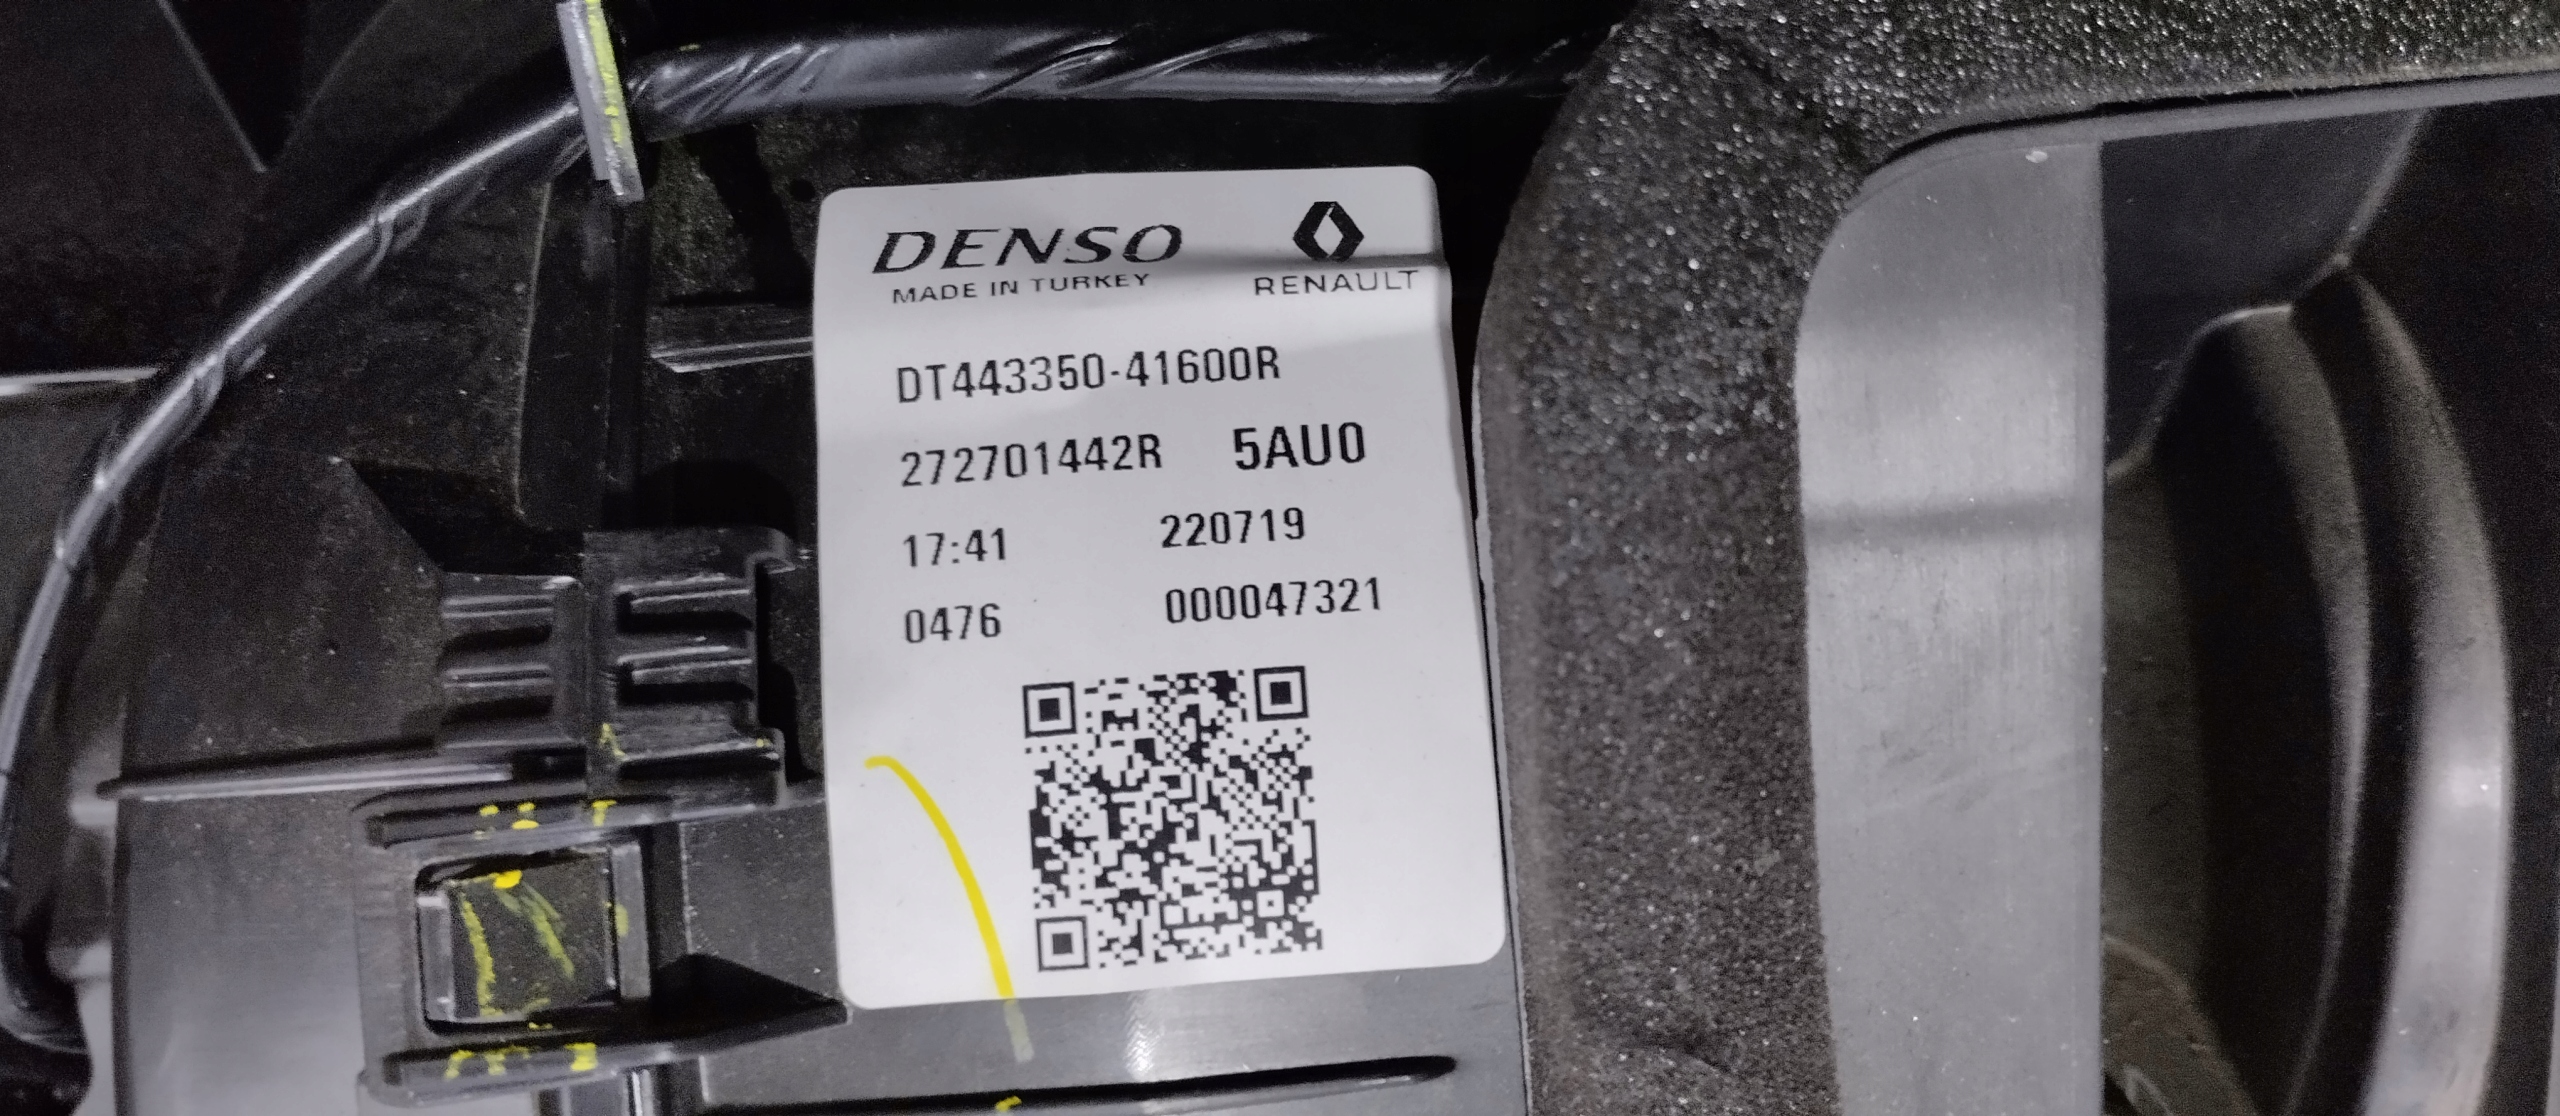 DENSO
MADE IN TURKEY
RENAULT
DT443350-41600R
272701442R 5AU0
17:41 220719
0476 000047321